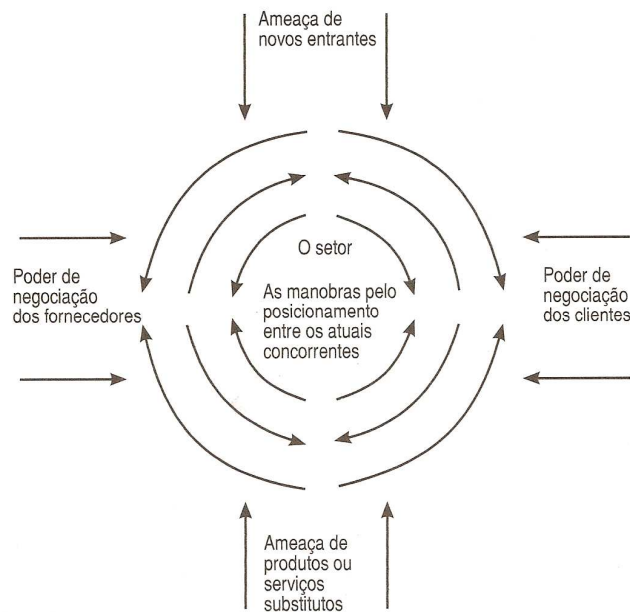 Ameaça de
novos entrantes
Poder de
negociação
dos fornecedores
O setor
As manobras pelo
posicionamento
entre os atuais
concorrentes
Poder de
negociação
dos clientes
Ameaça de
produtos ou
serviços
substitutos